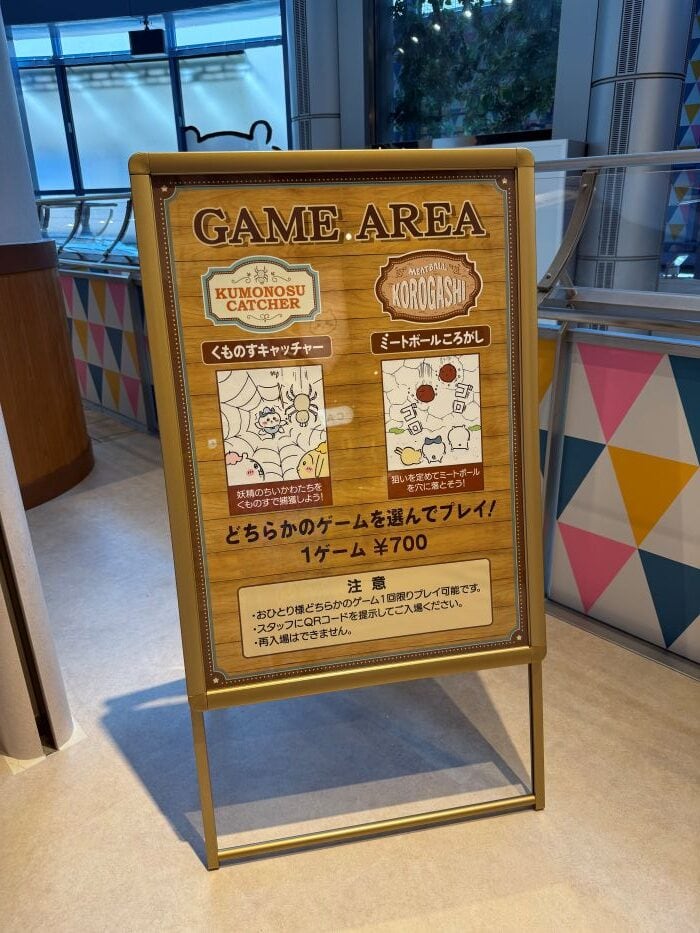 GAME AREA
KUMONOSU
CATCHER
MEATBALL
KOROGASHI
くものすキャッチャー
ミートボールころがし
ゴロ
ゴロ
妖精のちいかわたちを
くものすで捕獲しよう!
狙いを定めてミートボール
を穴に落とそう!
どちらかのゲームを選んでプレイ!
1ゲーム ¥700
注意
・おひとり様どちらかのゲーム1回限りプレイ可能です。
・スタッフにQRコードを提示してご入場ください。
・再入場はできません。